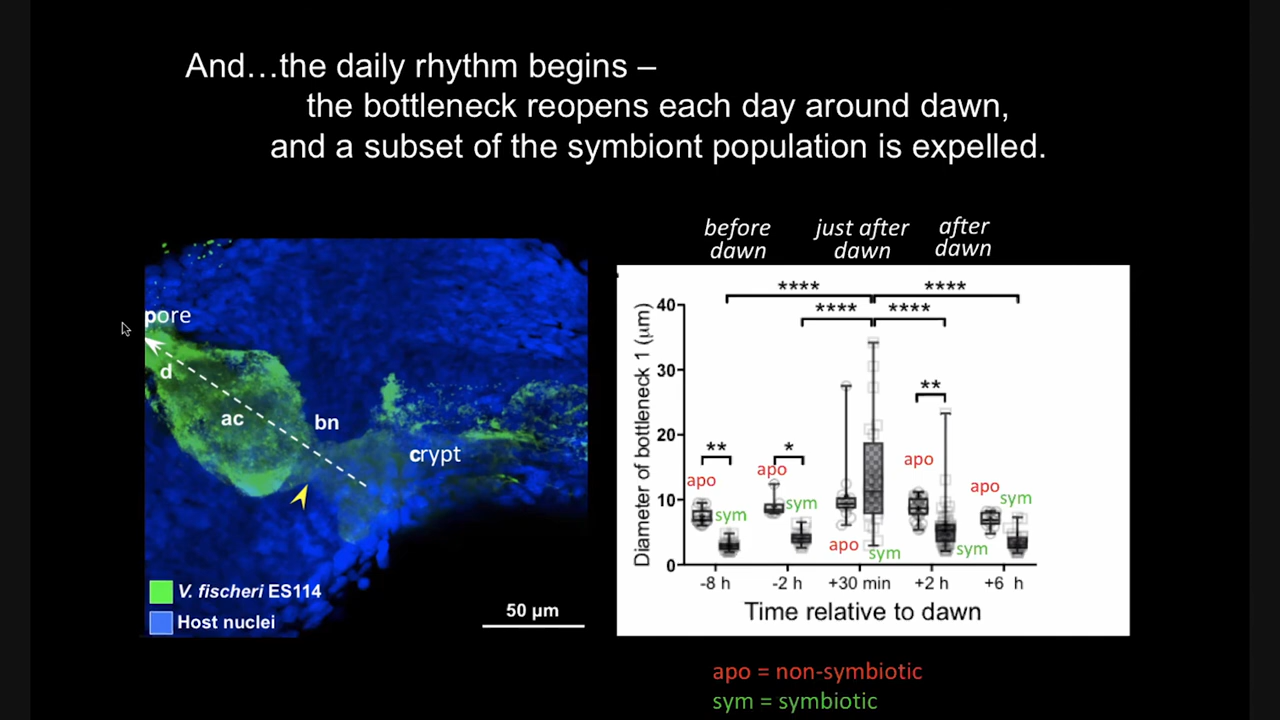 And…the daily rhythm begins –
the bottleneck reopens each day around dawn,
and a subset of the symbiont population is expelled.
pore
d
ac
bn
crypt
V. fischeri ES114
Host nuclei
50 µm
before dawn
just after dawn
after dawn
****
****
****
****
**
**
*
Diameter of bottleneck 1 (µm)
40
30
20
10
0
apo
sym
apo
sym
apo
sym
apo
sym
apo
sym
-8 h
-2 h
+30 min
+2 h
+6 h
Time relative to dawn
apo = non-symbiotic
sym = symbiotic